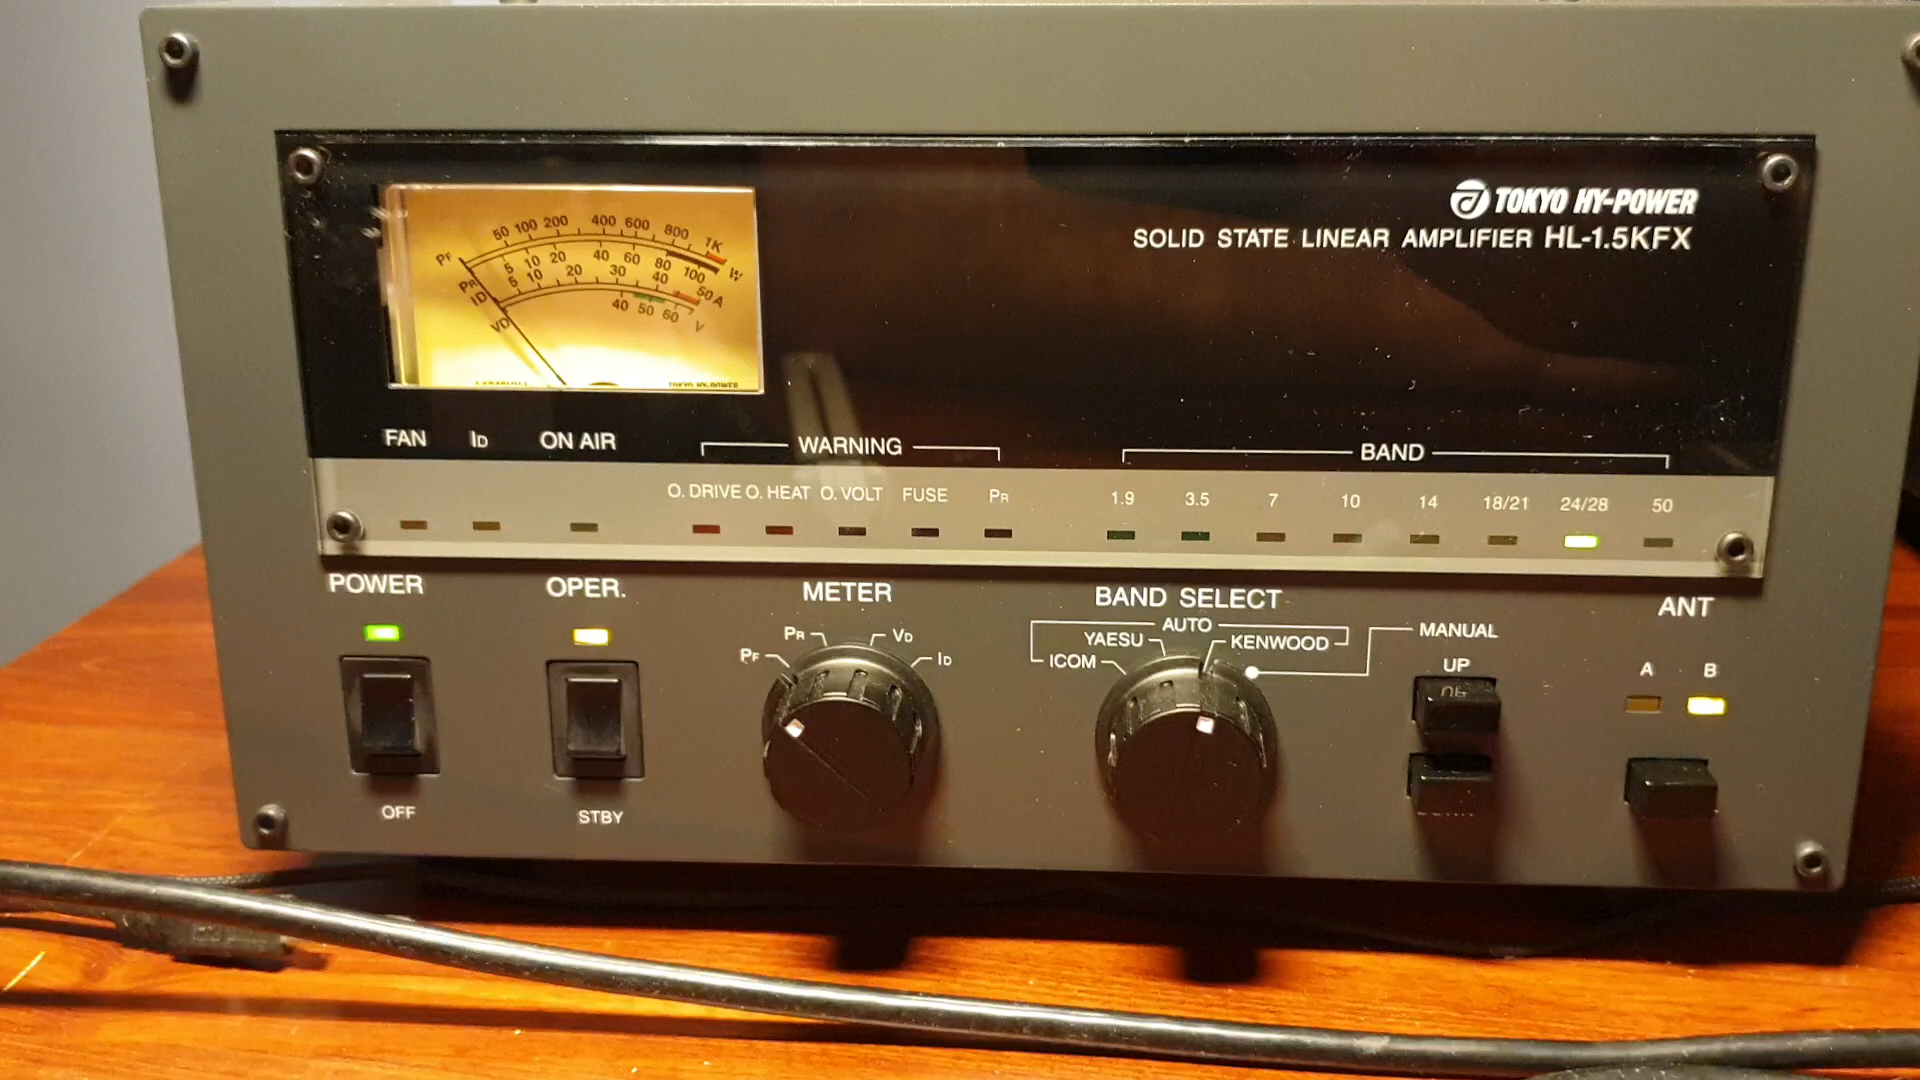 TOKYO HY-POWER
SOLID STATE LINEAR AMPLIFIER HL-1.5KFX
PF 50 100 200 400 600 800 1K W
PR 5 10 20 40 60 80 100
ID 5 10 20 30 40 50 A
VD 40 50 60 V
TOKYO HY-POWER
FAN ID ON AIR WARNING BAND
O. DRIVE O. HEAT O. VOLT FUSE PR 1.9 3.5 7 10 14 18/21 24/28 50
POWER OPER. METER BAND SELECT ANT
PF PR VD ID
AUTO
ICOM YAESU KENWOOD
MANUAL
UP
A B
OFF STBY